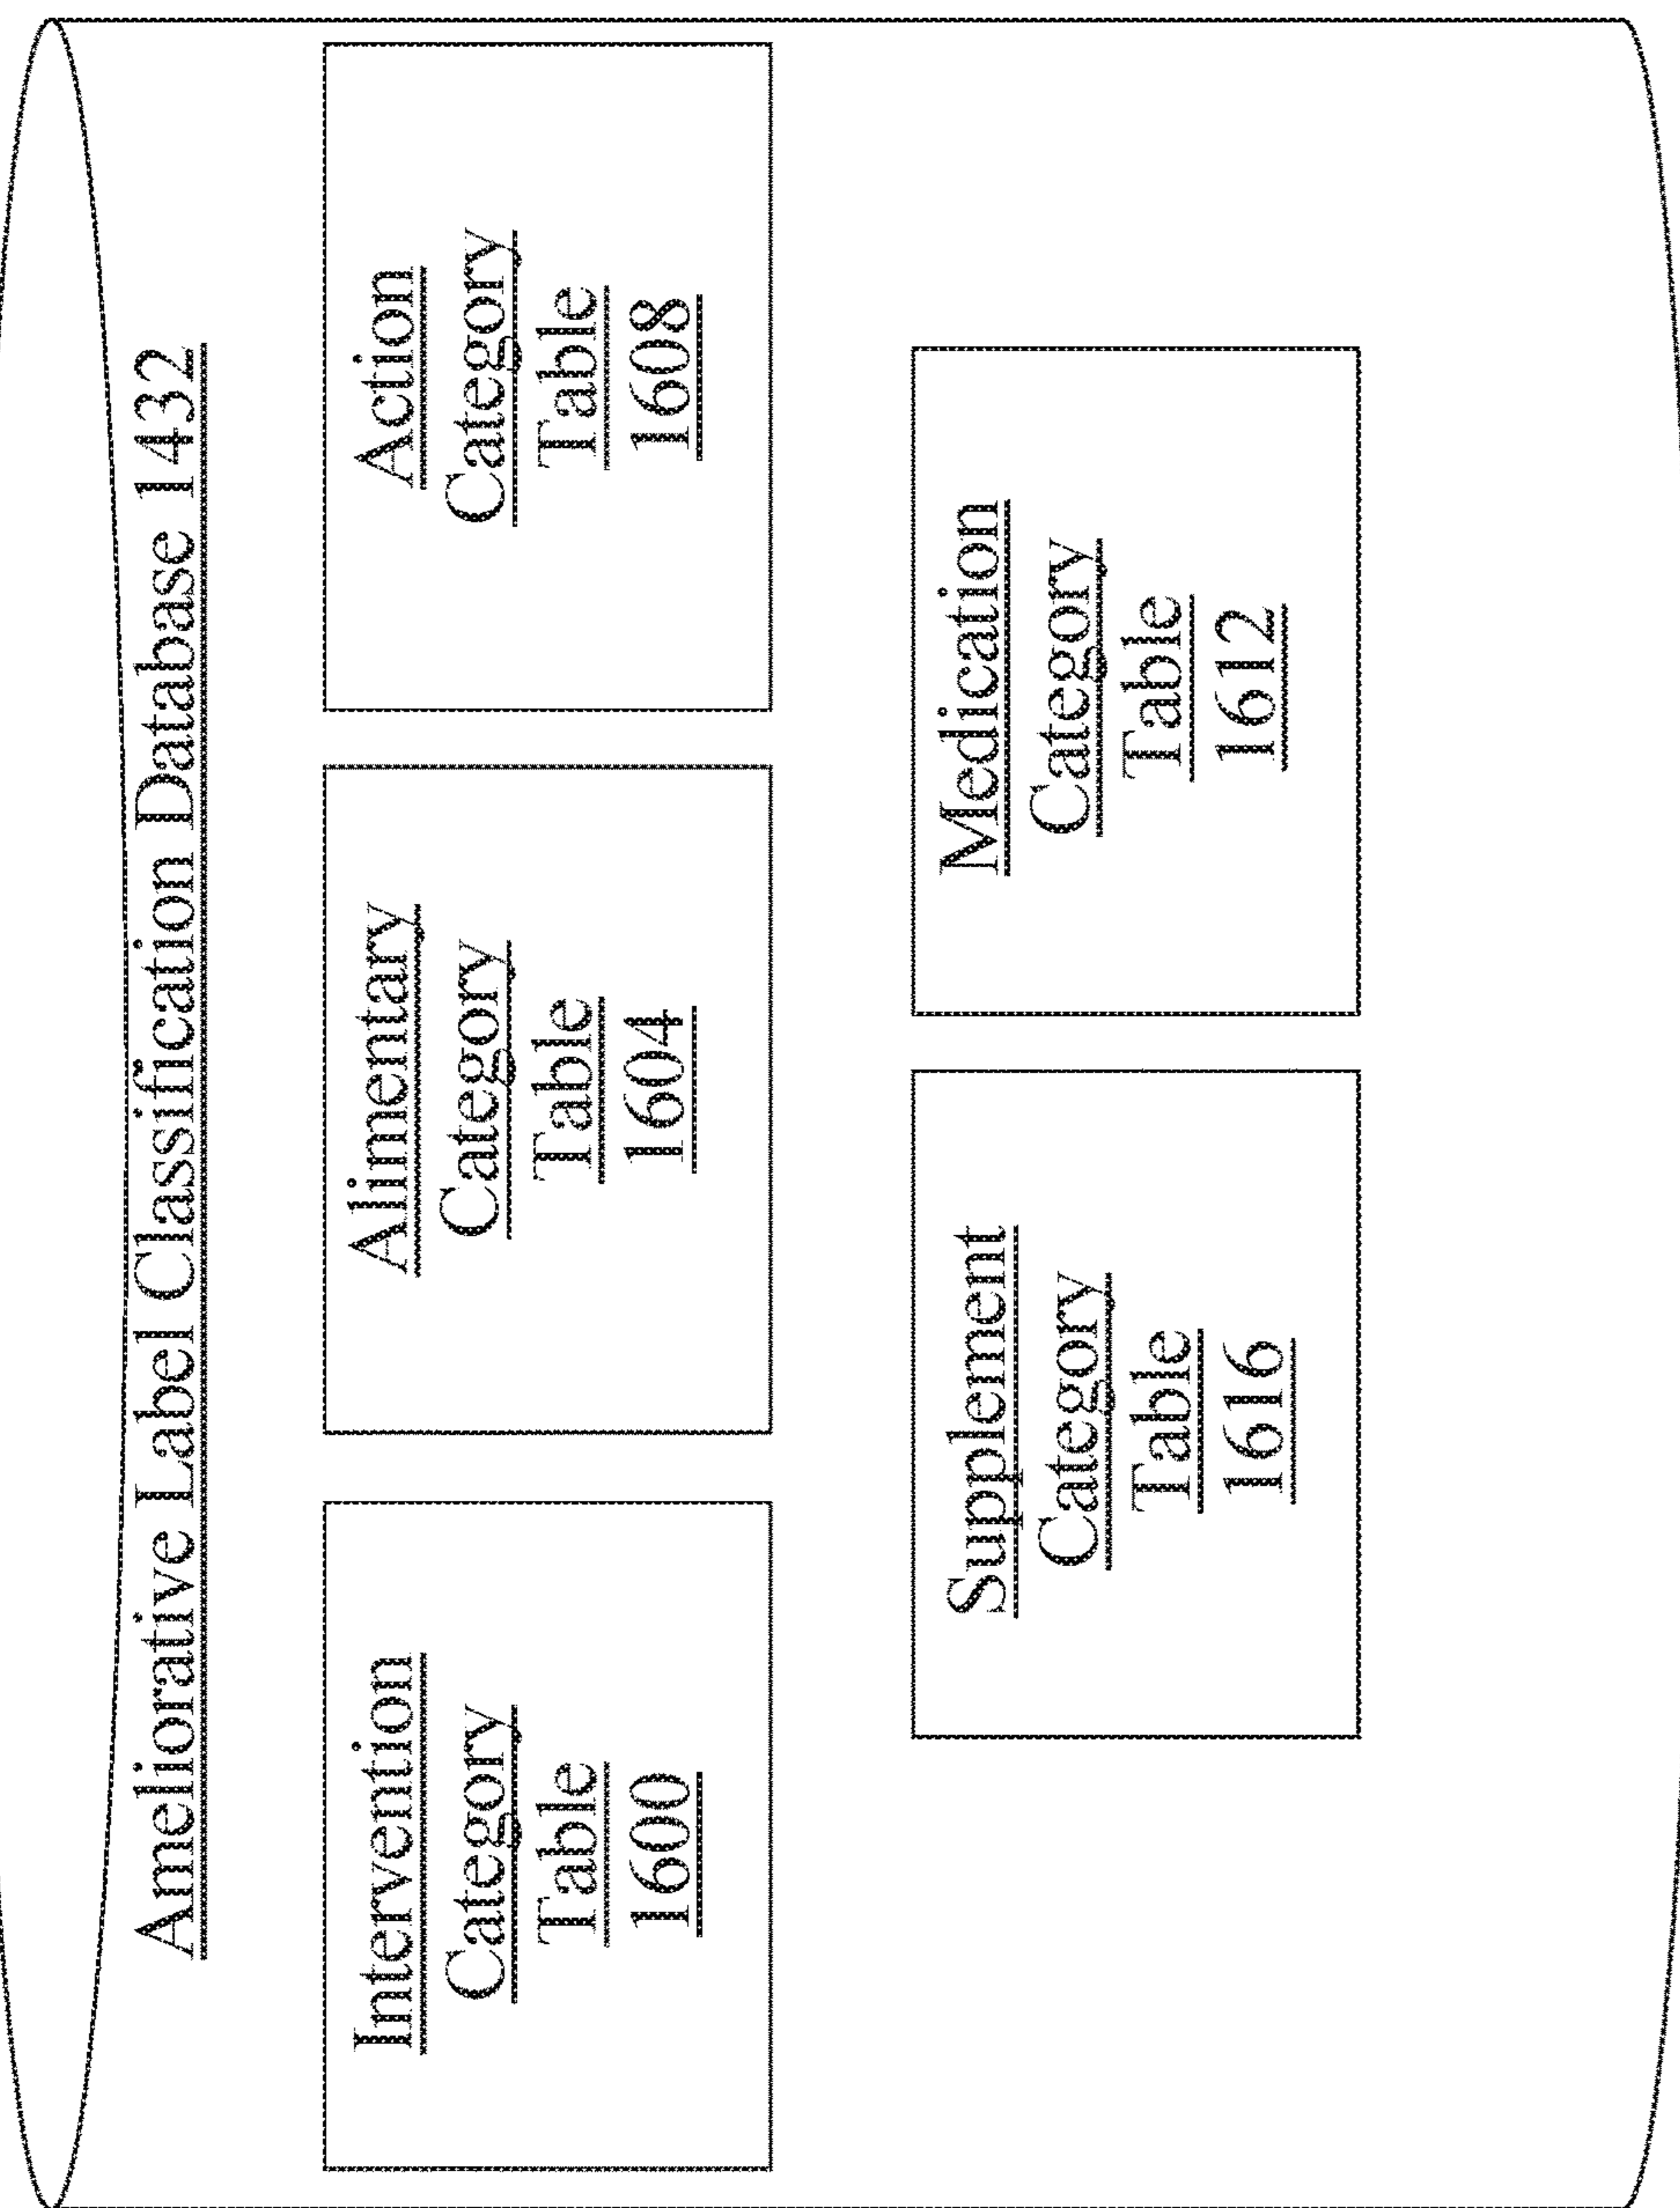 Ameliorative Label Classification Database 1432
Intervention
Category
Table
1600
Alimentary
Category
Table
1604
Action
Category
Table
1608
Supplement
Category
Table
1616
Medication
Category
Table
1612